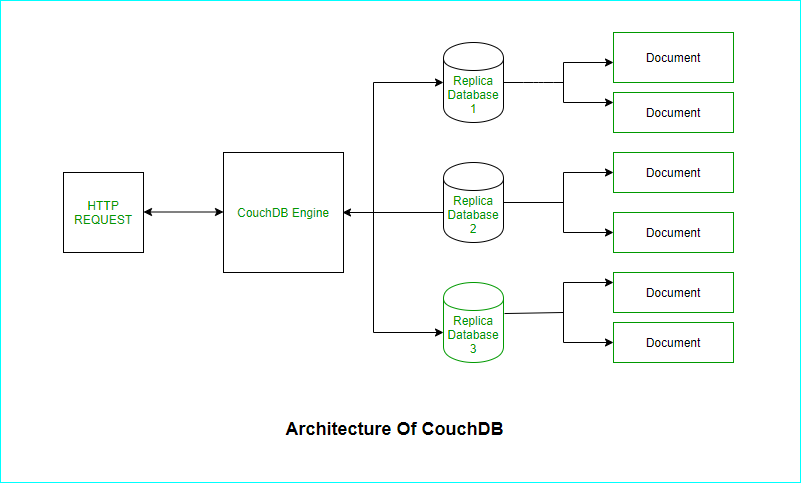 HTTP
REQUEST
CouchDB Engine
Replica
Database
1
Replica
Database
2
Replica
Database
3
Document
Document
Document
Document
Document
Document
Architecture Of CouchDB